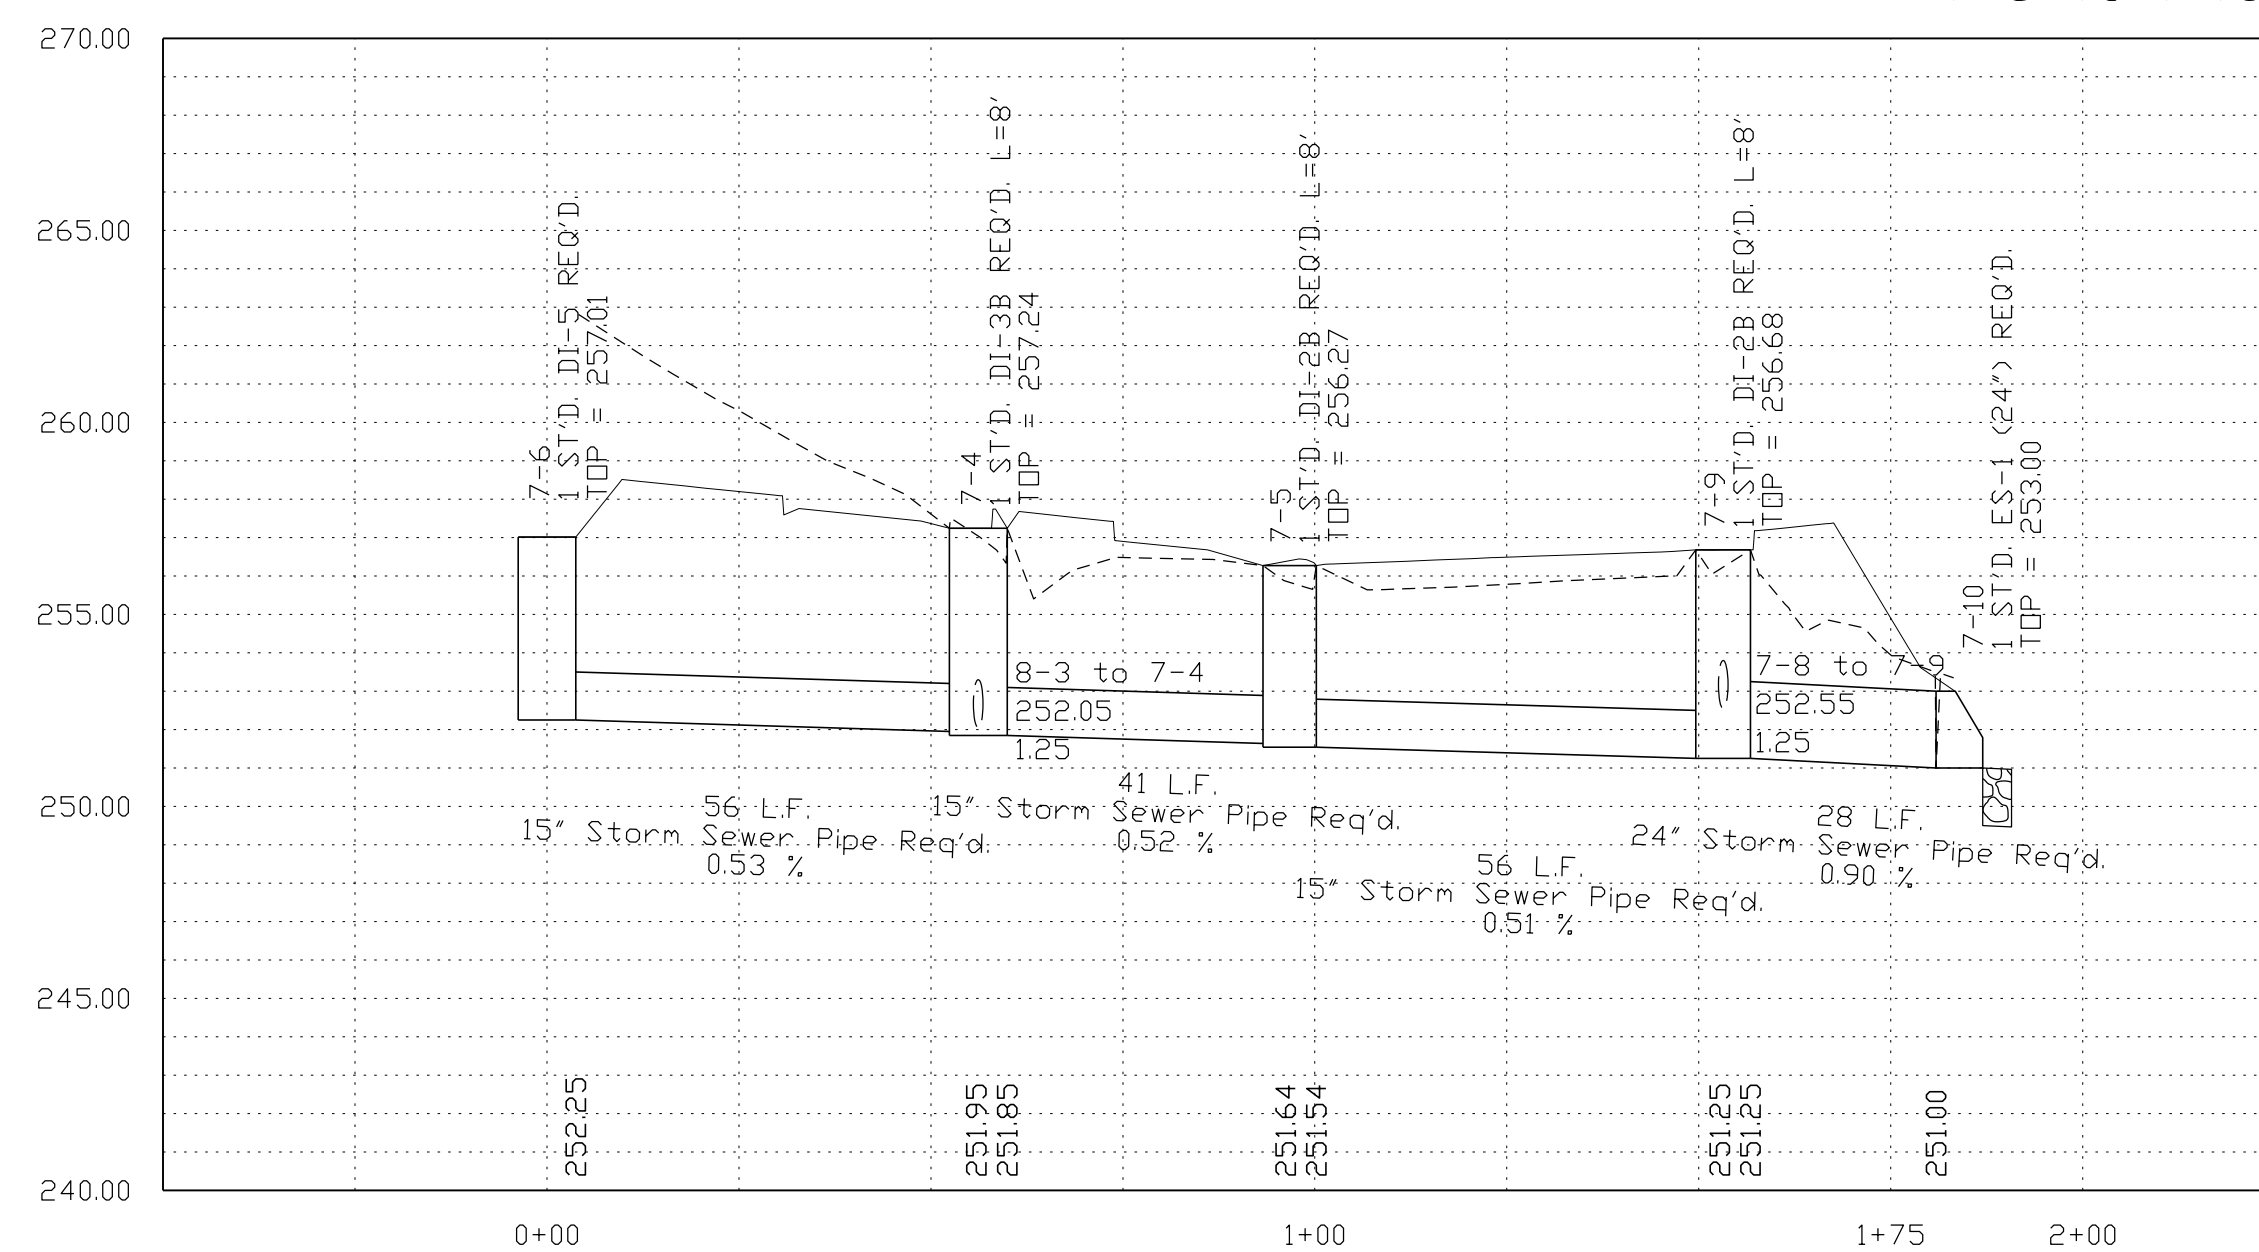 270.00
265.00
260.00
255.00
250.00
245.00
240.00
7-6
1 ST'D. DI-5 REQ'D.
TOP = 257.01
7-4
1 ST'D. DI-3B REQ'D. L=8'
TOP = 257.24
7-5
1 ST'D. DI-2B REQ'D. L=8'
TOP = 256.27
7-9
1 ST'D. DI-2B REQ'D. L=8'
TOP = 256.68
7-10
1 ST'D. ES-1 (24") REQ'D.
TOP = 253.00
8-3 to 7-4
252.05
1.25
7-8 to 7-9
252.55
1.25
56 L.F.
15" Storm Sewer Pipe Req'd.
0.53 %
41 L.F.
15" Storm Sewer Pipe Req'd.
0.52 %
56 L.F.
15" Storm Sewer Pipe Req'd.
0.51 %
28 L.F.
24" Storm Sewer Pipe Req'd.
0.90 %
252.25
251.95
251.85
251.64
251.54
251.25
251.25
251.00
0+00
1+00
1+75
2+00